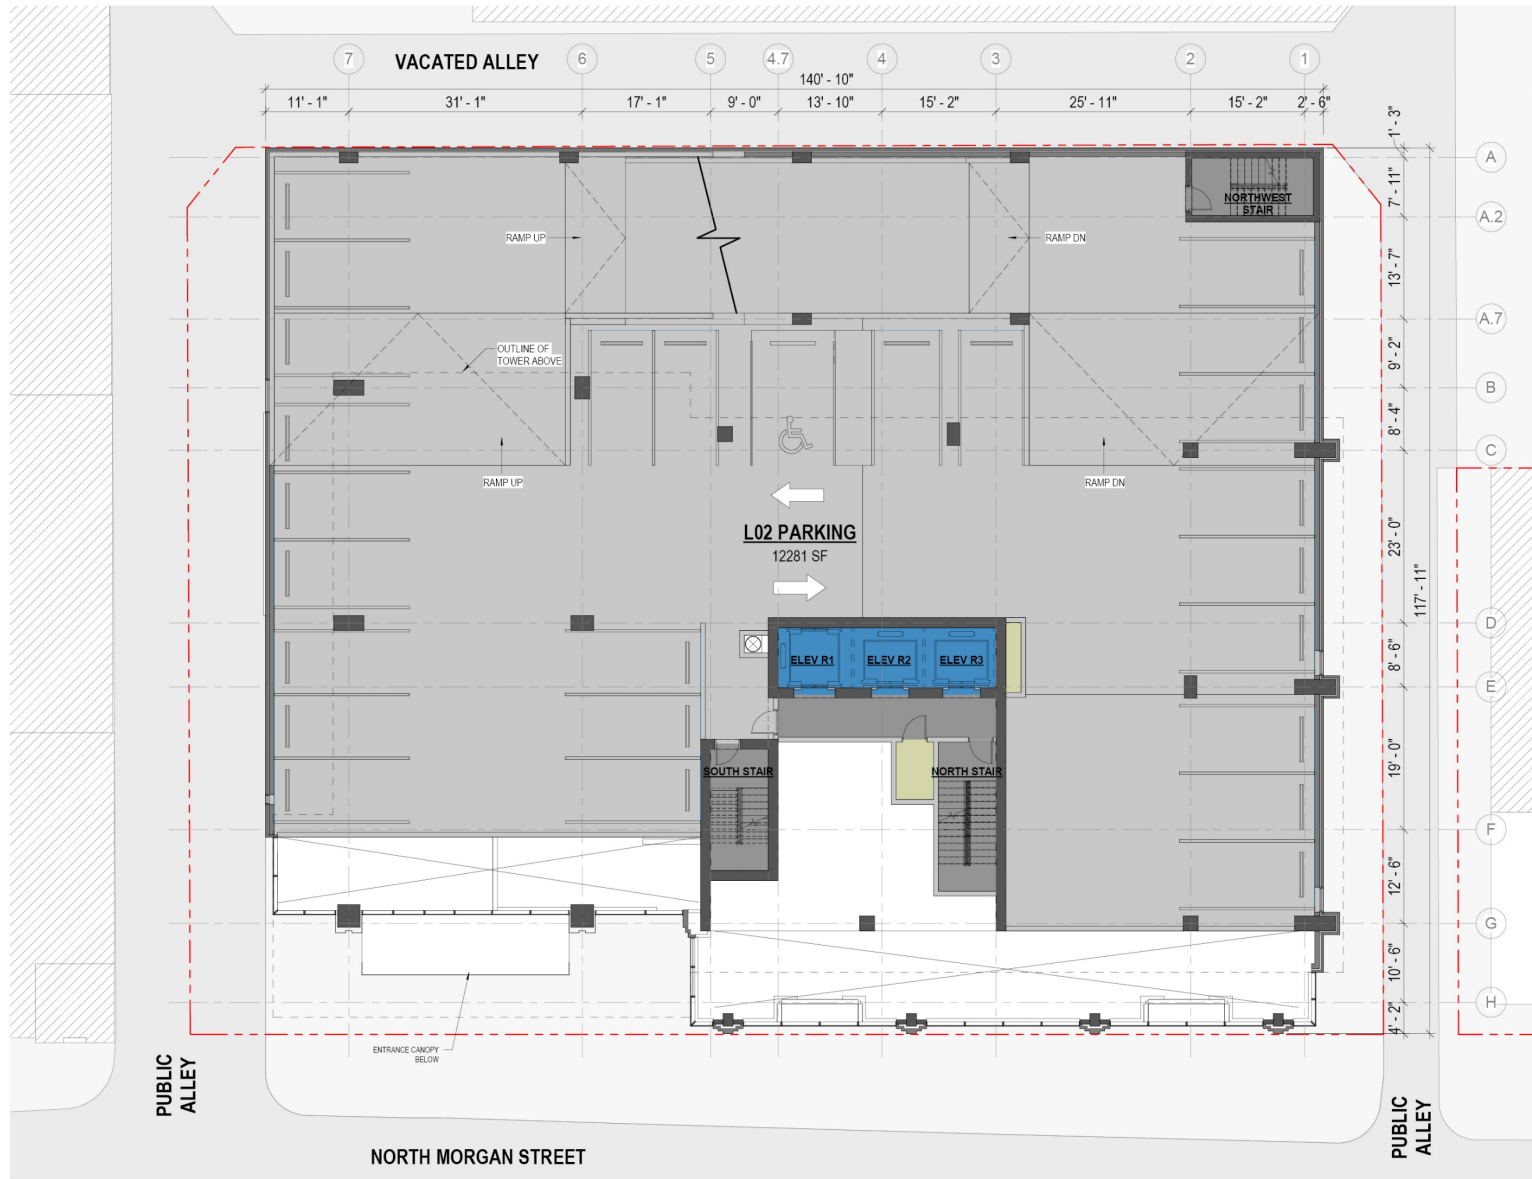 7
6
5
4.7
4
3
2
1
VACATED ALLEY
140' - 10"
11' - 1"
31' - 1"
17' - 1"
9' - 0"
13' - 10"
15' - 2"
25' - 11"
15' - 2"
2' - 6"
1' - 3"
A
7' - 11"
NORTHWEST
STAIR
A.2
RAMP UP
RAMP DN
13' - 7"
A.7
OUTLINE OF
TOWER ABOVE
9' - 2"
B
8' - 4"
C
RAMP UP
RAMP DN
L02 PARKING
12281 SF
23' - 0"
117' - 11"
D
ELEV R1
ELEV R2
ELEV R3
8' - 6"
E
SOUTH STAIR
NORTH STAIR
19' - 0"
F
12' - 6"
G
10' - 6"
H
4' - 2"
ENTRANCE CANOPY
BELOW
PUBLIC
ALLEY
PUBLIC
ALLEY
NORTH MORGAN STREET